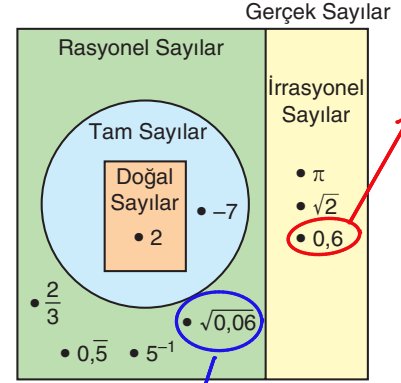 Gerçek Sayılar
Rasyonel Sayılar
İrrasyonel
Sayılar
Tam Sayılar
Doğal
Sayılar
• 2
• –7
• π
• √2
• 0,6
• 2/3
• √0,06
• 0,5̅
• 5⁻¹